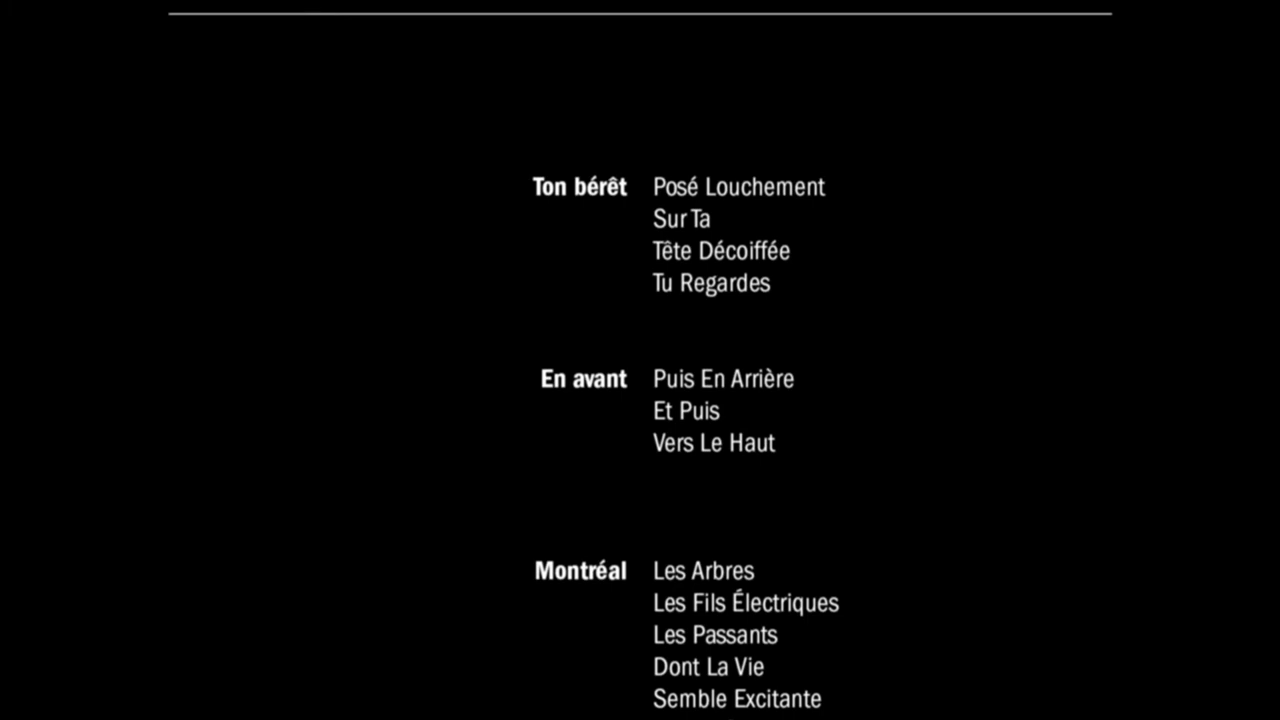 Ton bérêt Posé Louchement
Sur Ta
Tête Décoiffée
Tu Regardes
En avant Puis En Arrière
Et Puis
Vers Le Haut
Montréal Les Arbres
Les Fils Électriques
Les Passants
Dont La Vie
Semble Excitante